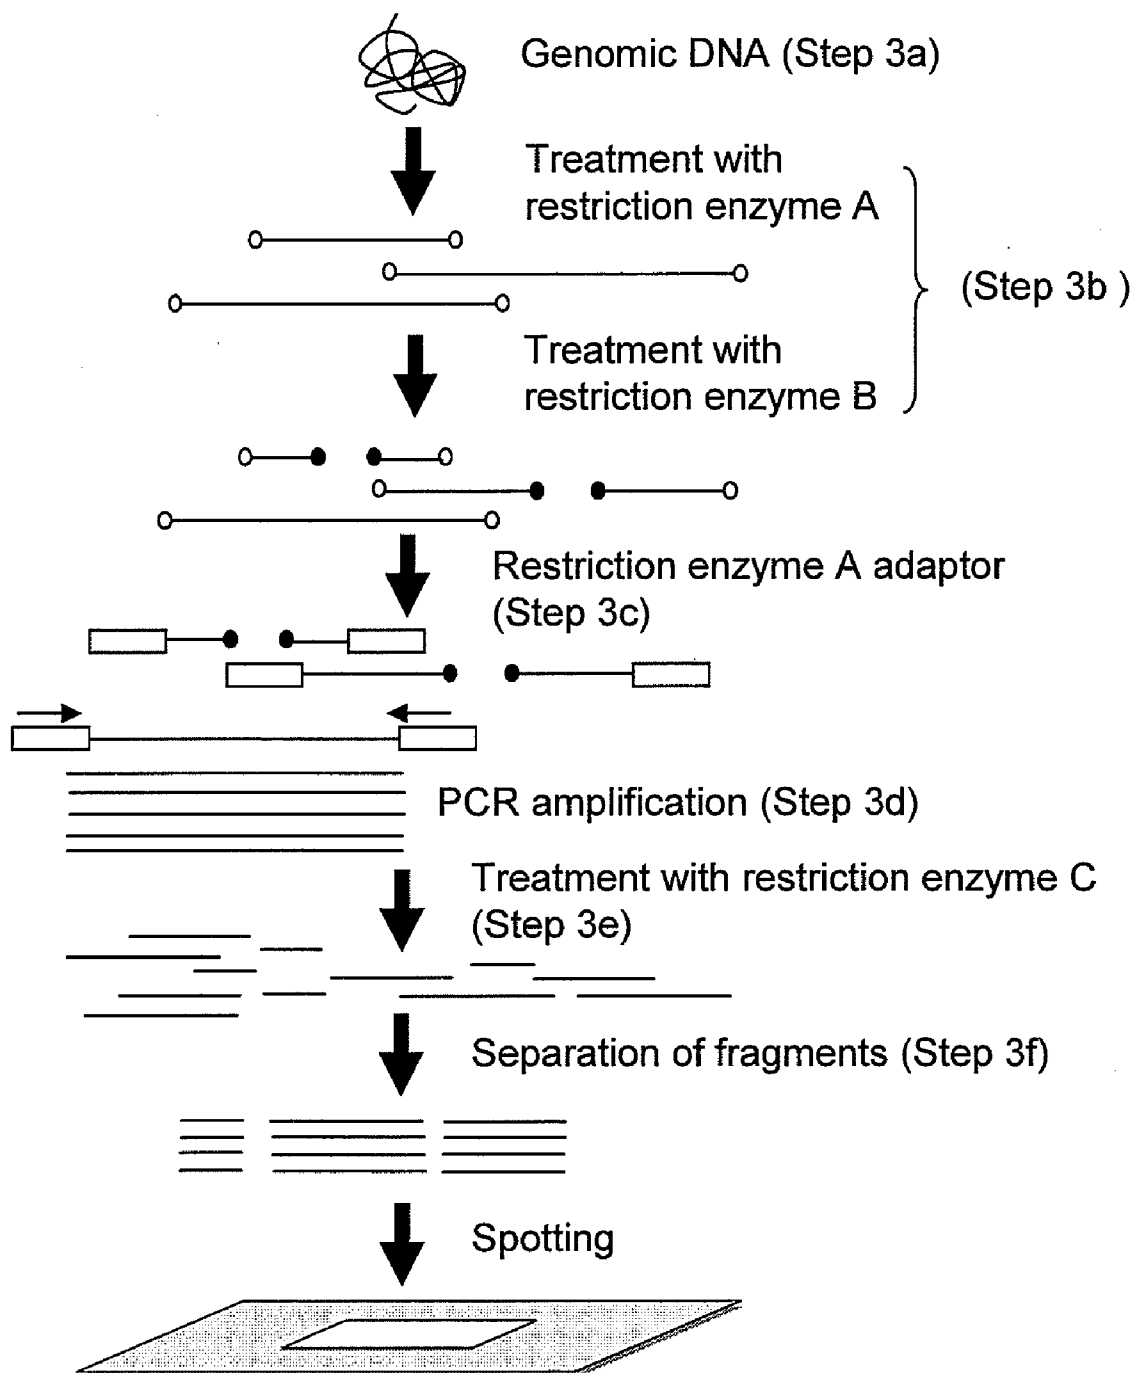 Genomic DNA (Step 3a)
Treatment with
restriction enzyme A
(Step 3b )
Treatment with
restriction enzyme B
Restriction enzyme A adaptor
(Step 3c)
PCR amplification (Step 3d)
Treatment with restriction enzyme C
(Step 3e)
Separation of fragments (Step 3f)
Spotting